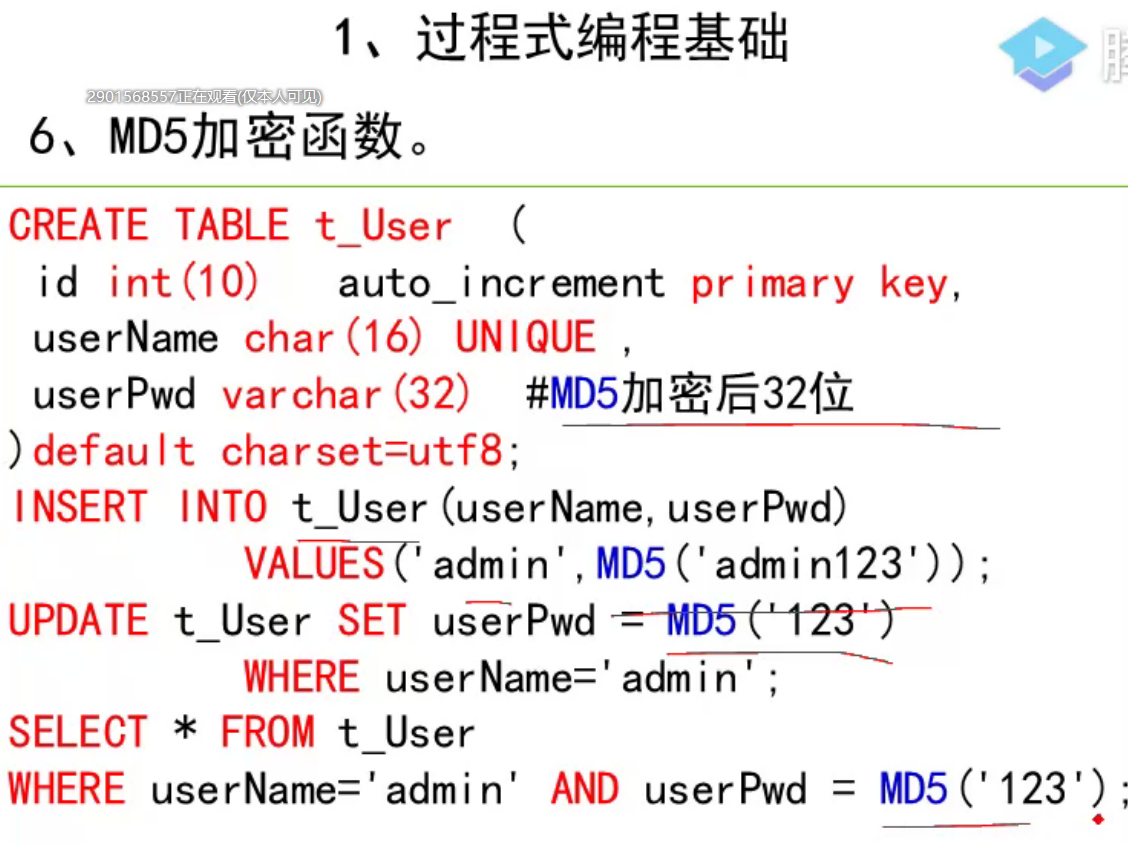 1、过程式编程基础
2901568557正在观看(仅本人可见)
6、MD5加密函数。
CREATE TABLE t_User (
id int(10) auto_increment primary key,
userName char(16) UNIQUE ,
userPwd varchar(32) #MD5加密后32位
)default charset=utf8;
INSERT INTO t_User(userName,userPwd)
VALUES('admin',MD5('admin123'));
UPDATE t_User SET userPwd = MD5('123')
WHERE userName='admin';
SELECT * FROM t_User
WHERE userName='admin' AND userPwd = MD5('123');